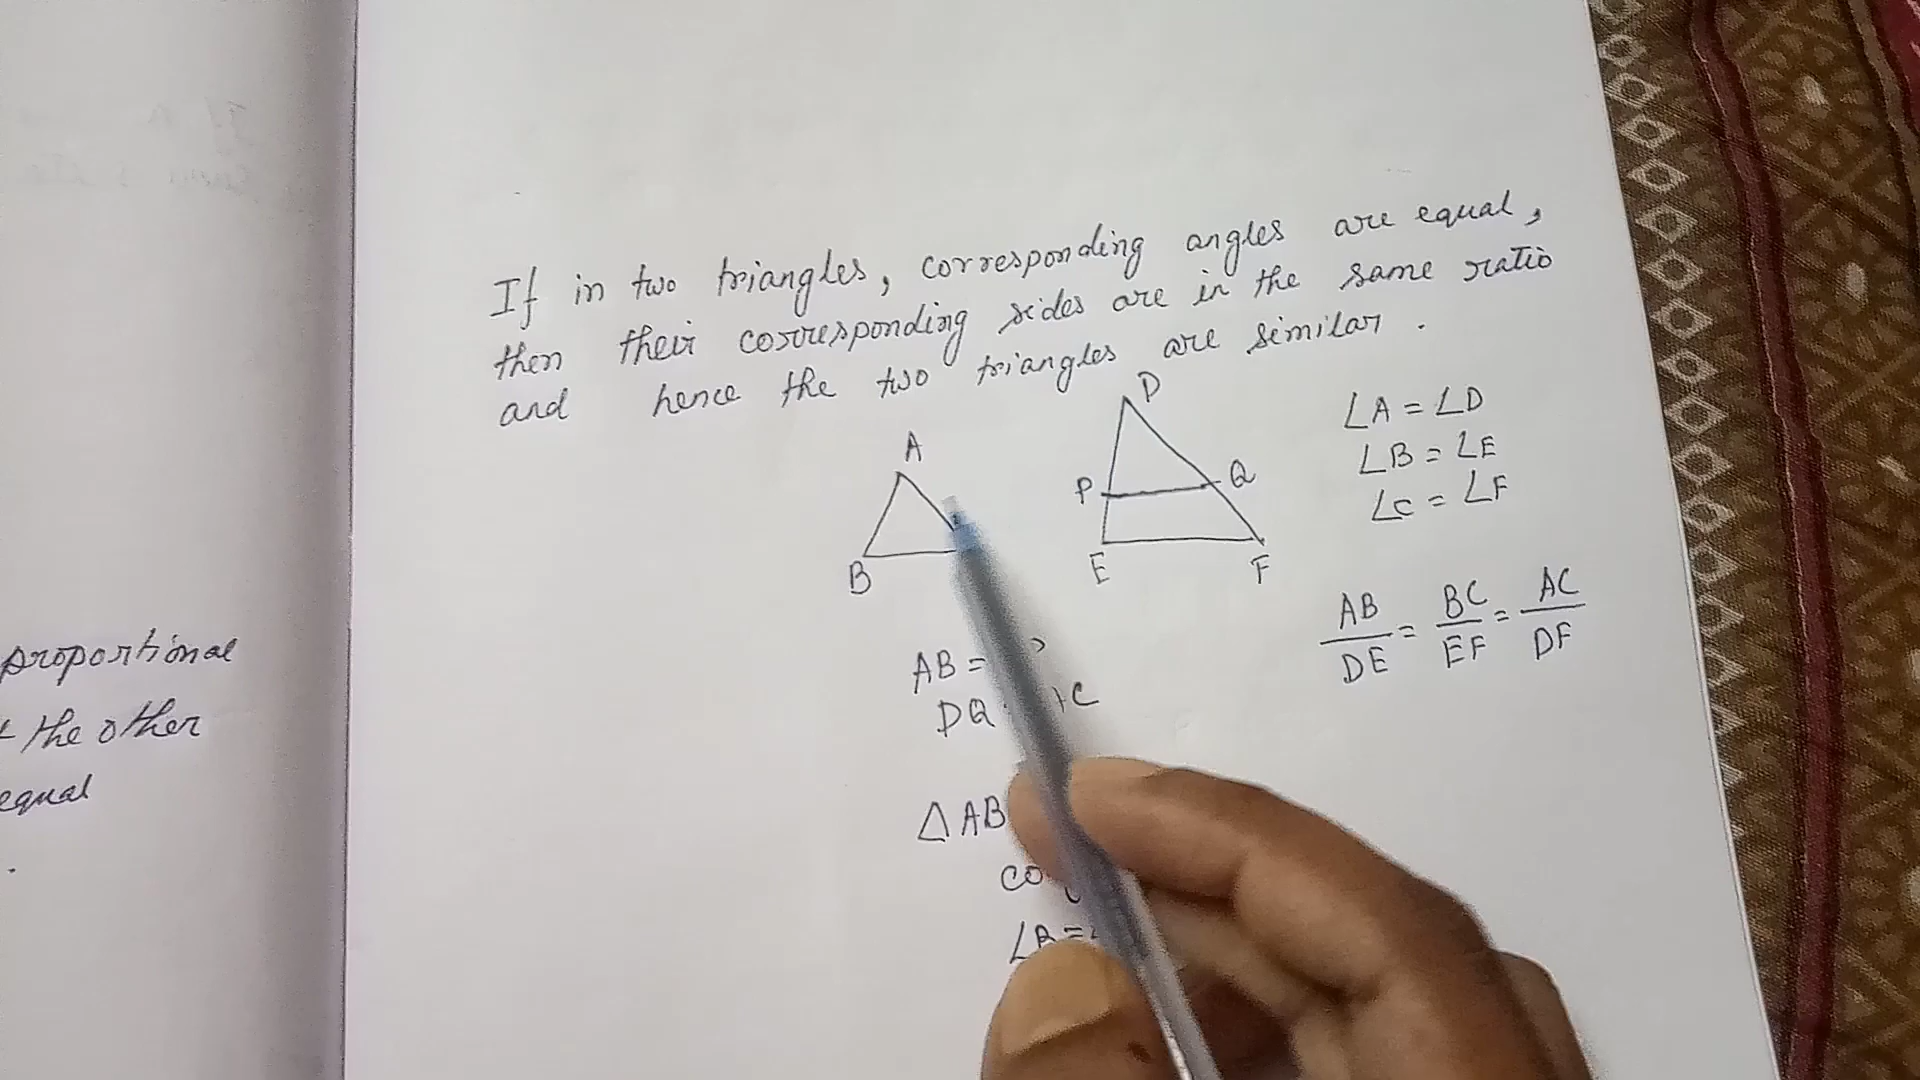 If in two triangles, corresponding angles are equal,
then their corresponding sides are in the same ratio
and hence the two triangles are similar.
A
B
D
P
Q
E
F
∠A = ∠D
∠B = ∠E
∠C = ∠F
AB/DE = BC/EF = AC/DF
AB =
DQ
△ AB
∠B =
proportional
the other
equal